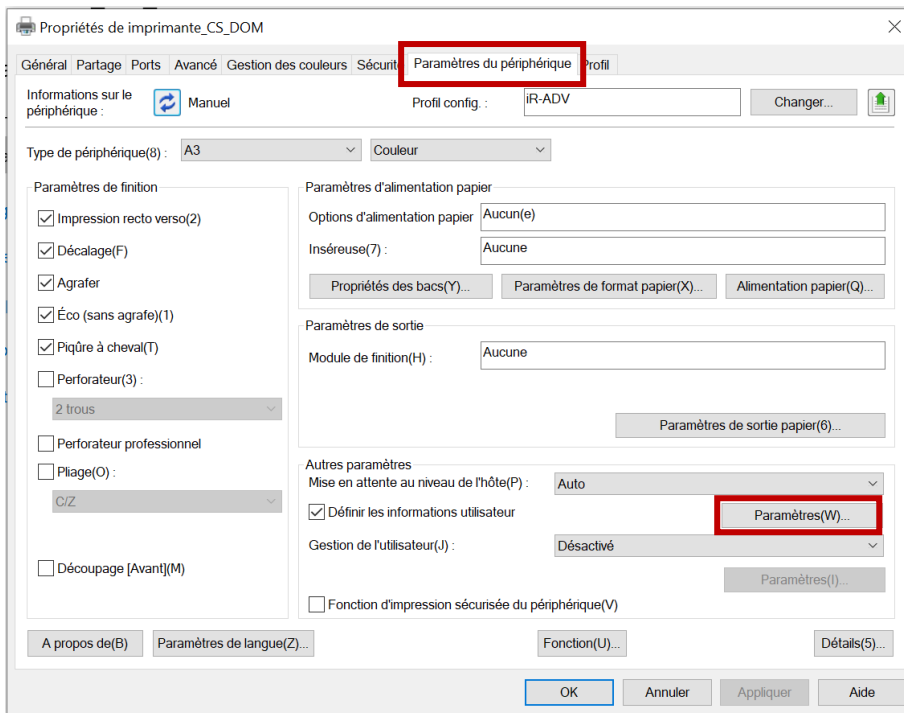 Propriétés de imprimante_CS_DOM
Général Partage Ports Avancé Gestion des couleurs Sécurité Paramètres du périphérique Profil
Informations sur le
périphérique :
Manuel
Profil config. : iR-ADV Changer...
Type de périphérique(8) : A3 Couleur
Paramètres de finition
Impression recto verso(2)
Décalage(F)
Agrafer
Éco (sans agrafe)(1)
Piqûre à cheval(T)
Perforateur(3) :
2 trous
Perforateur professionnel
Pliage(O) :
C/Z
Découpage [Avant](M)
Paramètres d'alimentation papier
Options d'alimentation papier Aucun(e)
Inséreuse(7) : Aucune
Propriétés des bacs(Y)... Paramètres de format papier(X)... Alimentation papier(Q)...
Paramètres de sortie
Module de finition(H) : Aucune
Paramètres de sortie papier(6)...
Autres paramètres
Mise en attente au niveau de l'hôte(P) : Auto
Définir les informations utilisateur Paramètres(W)...
Gestion de l'utilisateur(J) : Désactivé
Paramètres(I)...
Fonction d'impression sécurisée du périphérique(V)
A propos de(B) Paramètres de langue(Z)... Fonction(U)... Détails(5)...
OK Annuler Appliquer Aide